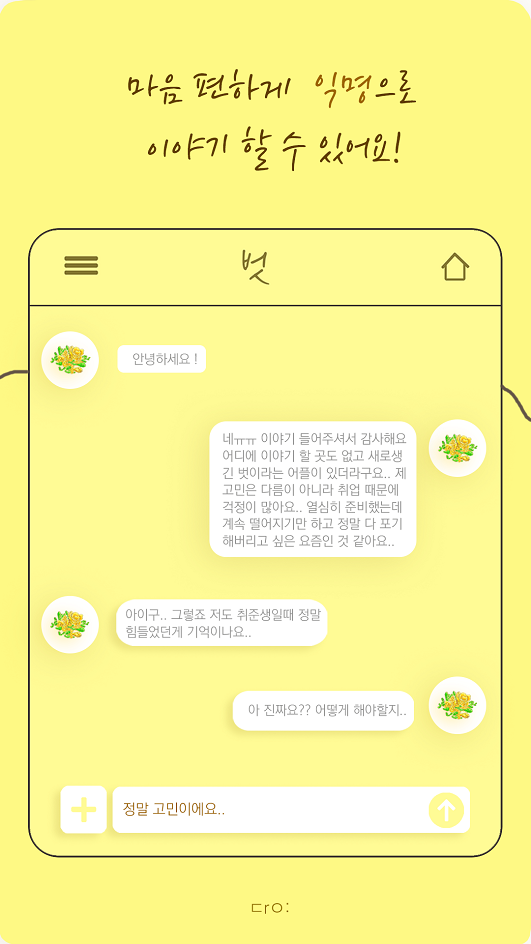 마음 편하게 익명으로
이야기 할 수 있어요!
벗
안녕하세요 !
네ㅠㅠ 이야기 들어주셔서 감사해요
어디에 이야기 할 곳도 없고 새로생
긴 벗이라는 어플이 있더라구요.. 제
고민은 다름이 아니라 취업 때문에
걱정이 많아요.. 열심히 준비했는데
계속 떨어지기만 하고 정말 다 포기
해버리고 싶은 요즘인 것 같아요..
아이구.. 그렇죠 저도 취준생일때 정말
힘들었던게 기억이나요..
아 진짜요?? 어떻게 해야할지..
정말 고민이에요..
ㄷrㅇ: